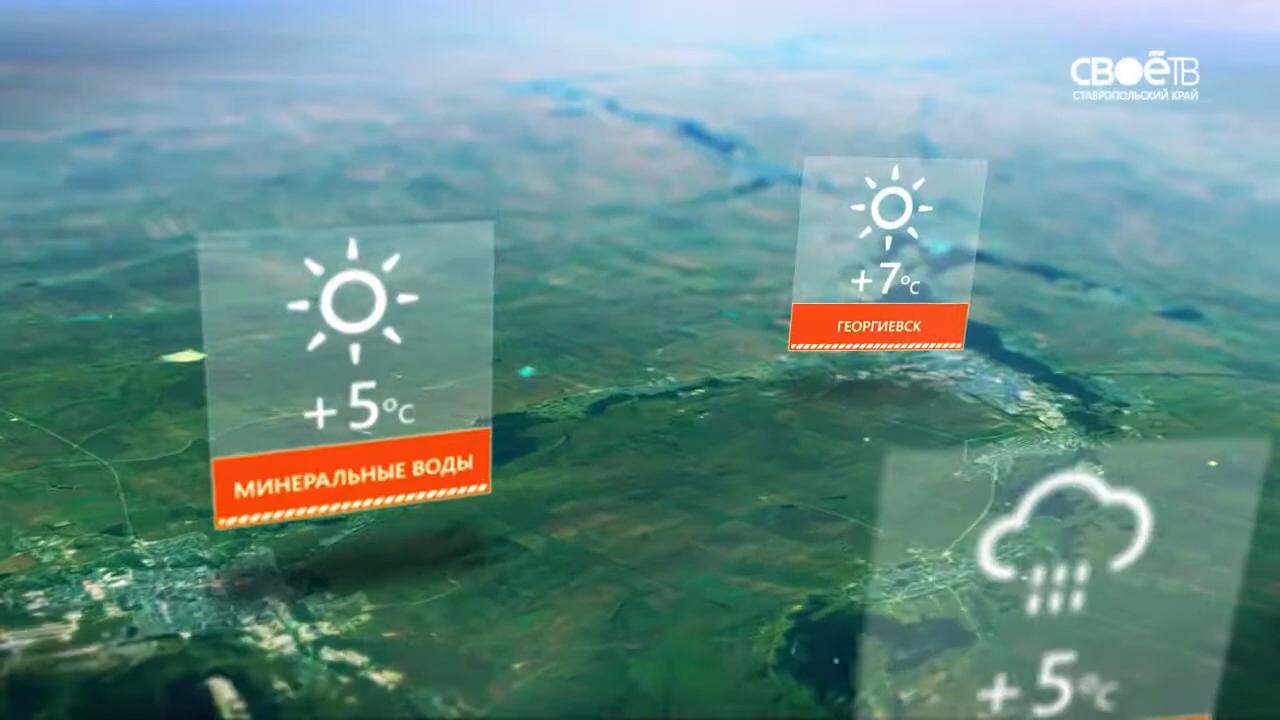 СВОЁТВ
СТАВРОПОЛЬСКИЙ КРАЙ
+7°C
ГЕОРГИЕВСК
+5°C
МИНЕРАЛЬНЫЕ ВОДЫ
+5°C